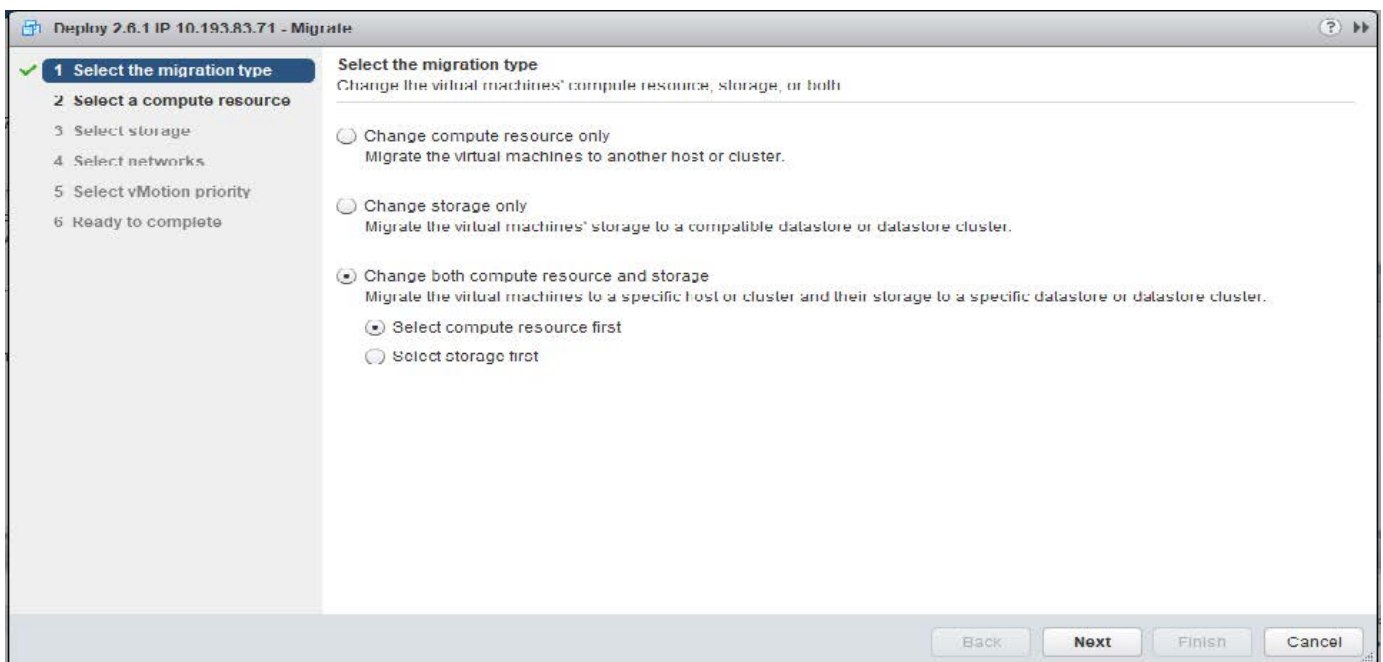 Deploy 2.6.1 IP 10.193.83.71 - Migrate
1 Select the migration type
2 Select a compute resource
3 Select storage
4 Select networks
5 Select vMotion priority
6 Ready to complete
Select the migration type
Change the virtual machines' compute resource, storage, or both
Change compute resource only
Migrate the virtual machines to another host or cluster.
Change storage only
Migrate the virtual machines' storage to a compatible datastore or datastore cluster.
Change both compute resource and storage
Migrate the virtual machines to a specific host or cluster and their storage to a specific datastore or datastore cluster.
Select compute resource first
Select storage first
Back Next Finish Cancel